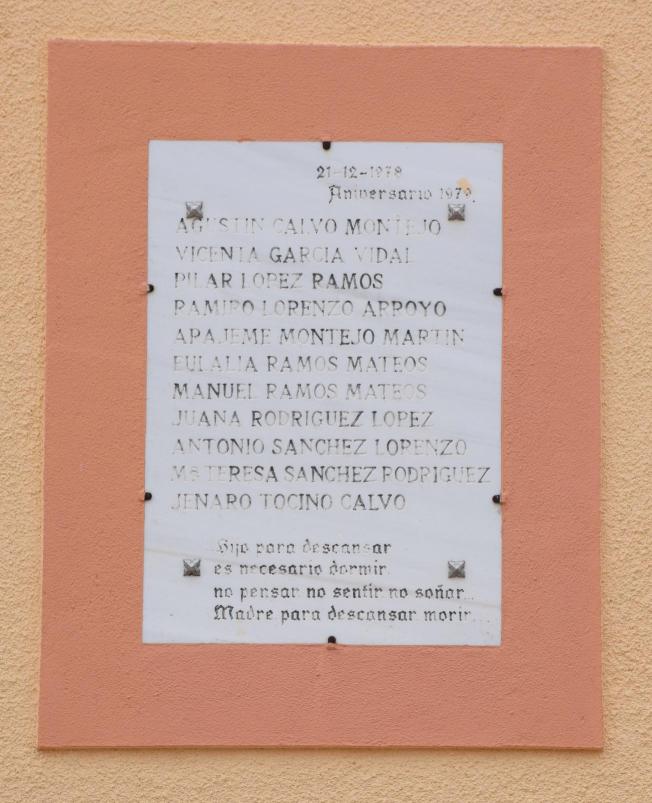 21-12-1978
Aniversario 1979.
AGUSTIN CALVO MONTEJO
VICENTA GARCIA VIDAL
PILAR LOPEZ RAMOS
RAMIRO LORENZO ARROYO
ARAJEME MONTEJO MARTIN
EULALIA RAMOS MATEOS
MANUEL RAMOS MATEOS
JUANA RODRIGUEZ LOPEZ
ANTONIO SANCHEZ LORENZO
Mª TERESA SANCHEZ RODRIGUEZ
JENARO TOCINO CALVO
Hijo para descansar
es necesario dormir
no pensar no sentir no soñar...
Madre para descansar morir...